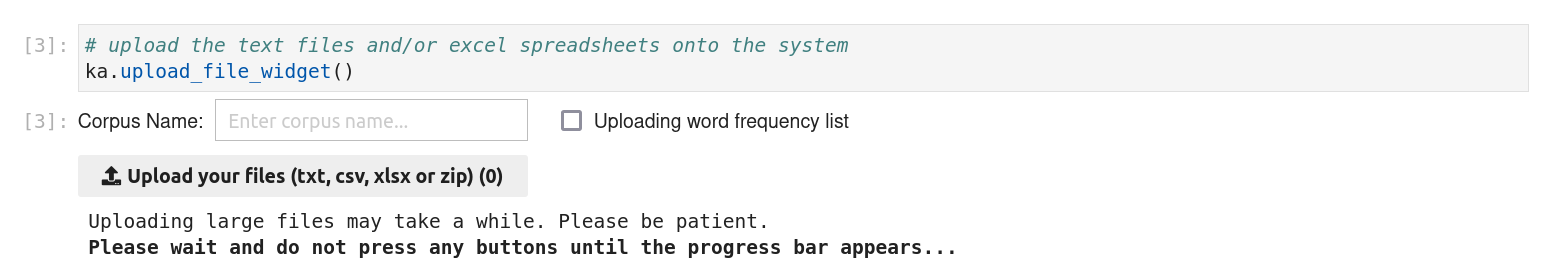 [3]: # upload the text files and/or excel spreadsheets onto the system
ka.upload_file_widget()
[3]: Corpus Name: Enter corpus name... Uploading word frequency list
Upload your files (txt, csv, xlsx or zip) (0)
Uploading large files may take a while. Please be patient.
Please wait and do not press any buttons until the progress bar appears...